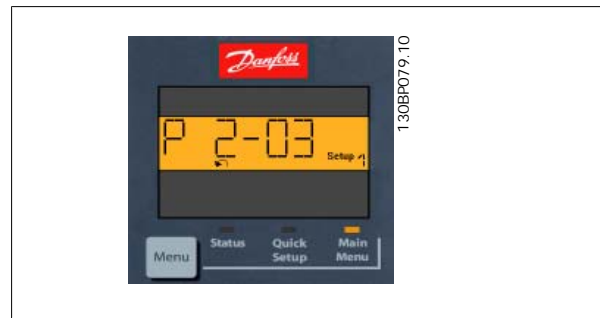 Danfoss
P 2-03
Setup 1
Status
Quick Setup
Main Menu
Menu
130BP079.10